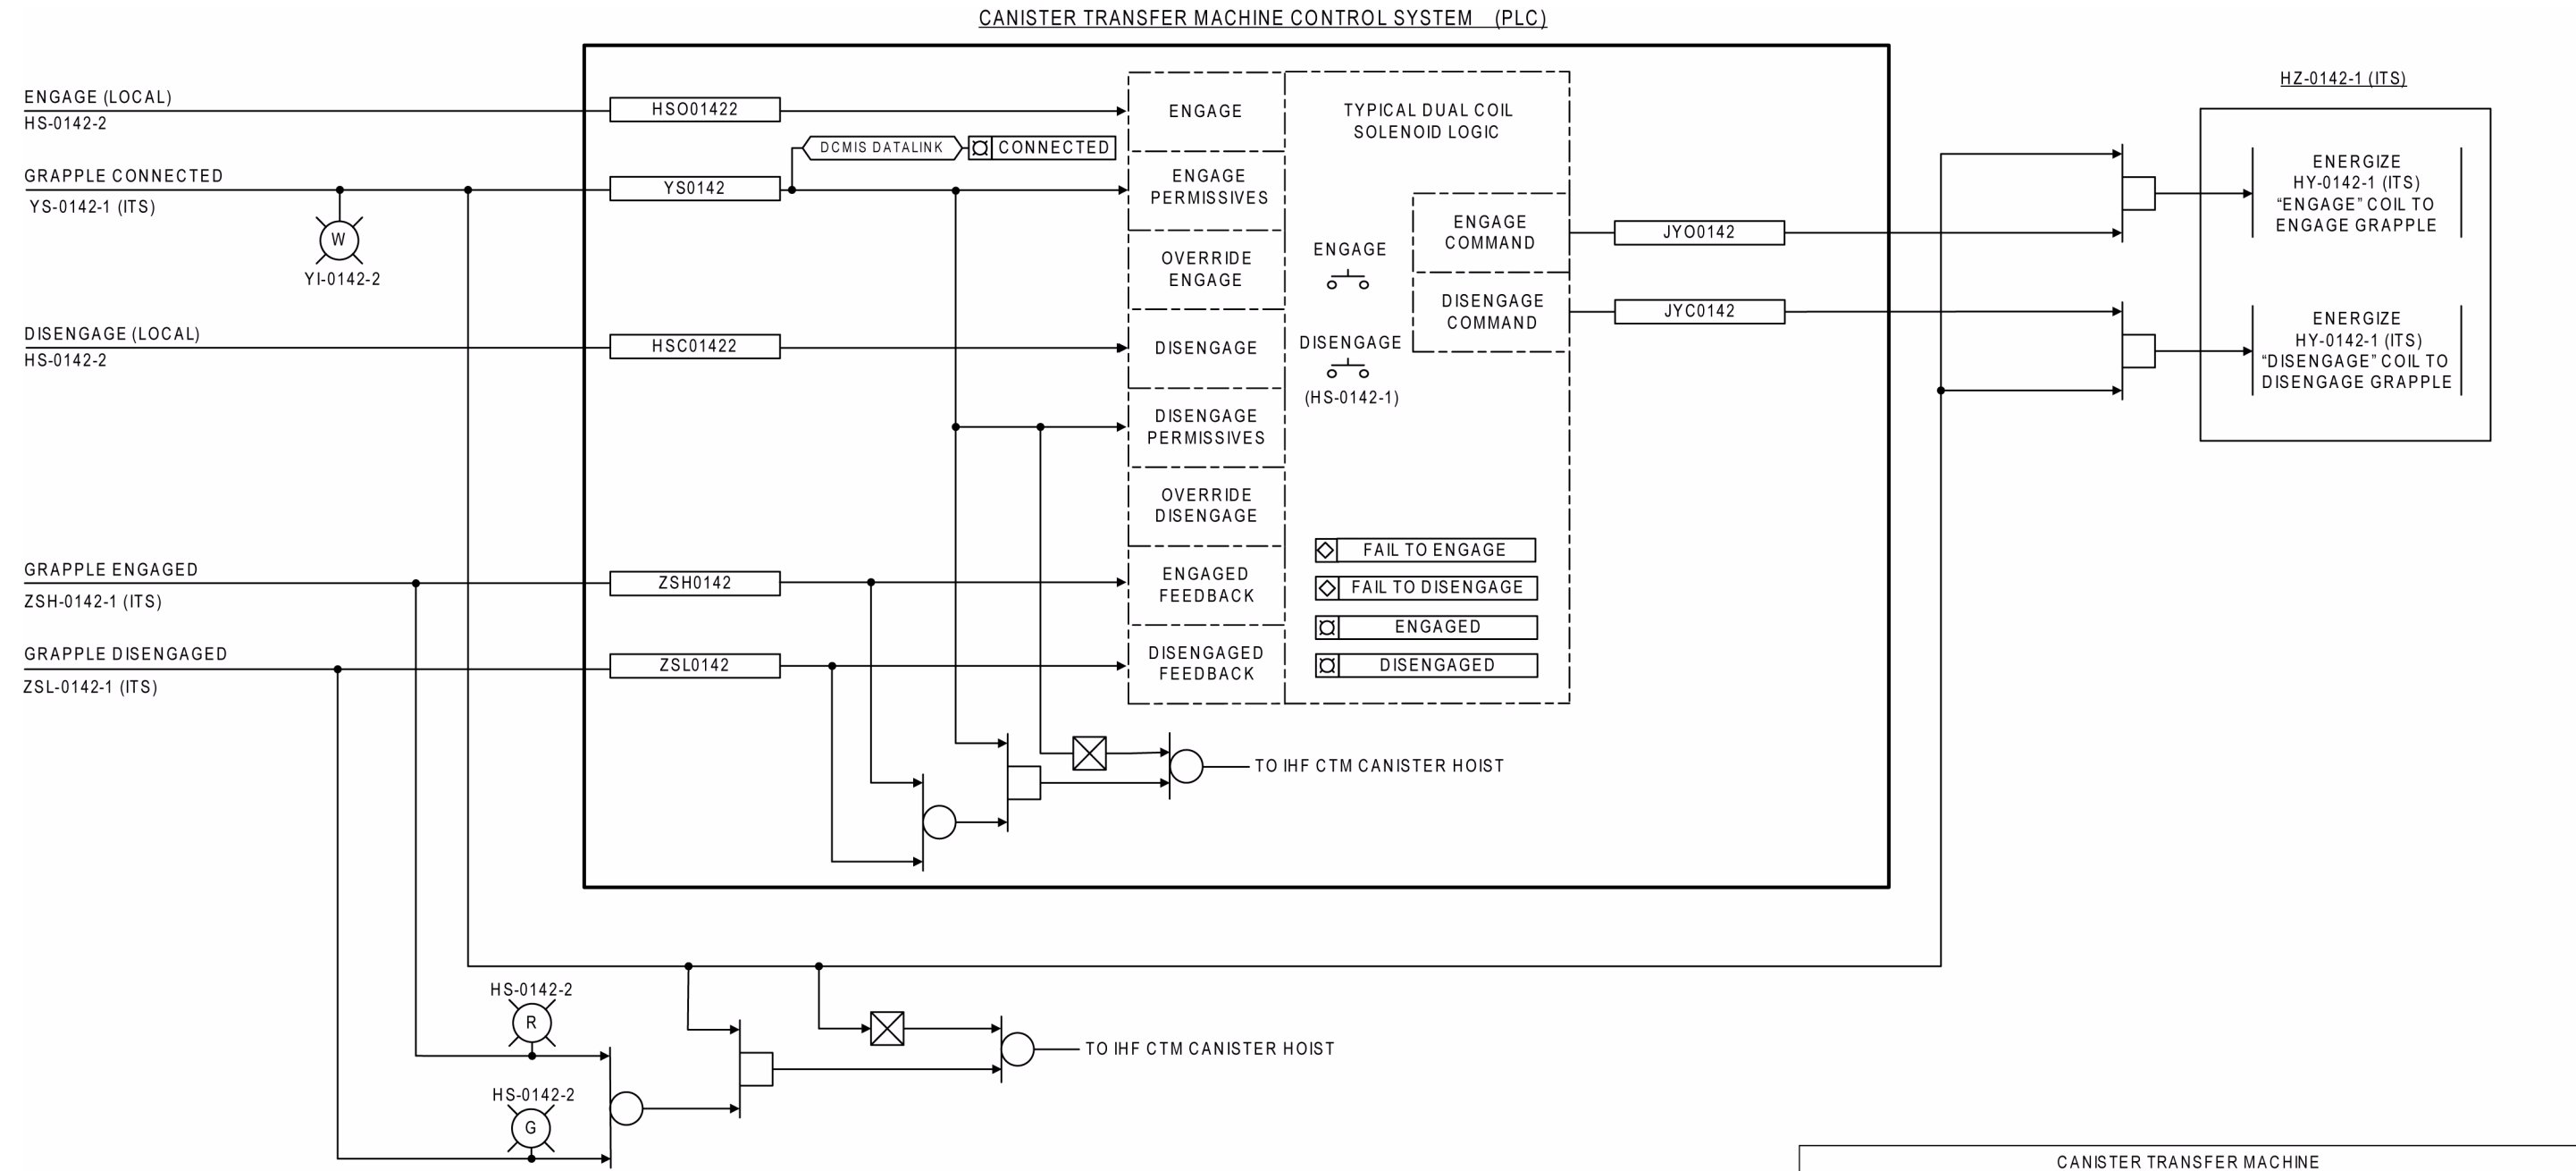 CANISTER TRANSFER MACHINE CONTROL SYSTEM (PLC)
ENGAGE (LOCAL)
HS-0142-2
GRAPPLE CONNECTED
YS-0142-1 (ITS)
W
YI-0142-2
DISENGAGE (LOCAL)
HS-0142-2
GRAPPLE ENGAGED
ZSH-0142-1 (ITS)
GRAPPLE DISENGAGED
ZSL-0142-1 (ITS)
HSO01422
DCMIS DATALINK
CONNECTED
YS0142
HSC01422
ZSH0142
ZSL0142
ENGAGE
ENGAGE
PERMISSIVES
OVERRIDE
ENGAGE
DISENGAGE
DISENGAGE
PERMISSIVES
OVERRIDE
DISENGAGE
ENGAGED
FEEDBACK
DISENGAGED
FEEDBACK
TYPICAL DUAL COIL
SOLENOID LOGIC
ENGAGE
DISENGAGE
(HS-0142-1)
ENGAGE
COMMAND
DISENGAGE
COMMAND
FAIL TO ENGAGE
FAIL TO DISENGAGE
ENGAGED
DISENGAGED
JYO0142
JYC0142
HZ-0142-1 (ITS)
ENERGIZE
HY-0142-1 (ITS)
“ENGAGE” COIL TO
ENGAGE GRAPPLE
ENERGIZE
HY-0142-1 (ITS)
“DISENGAGE” COIL TO
DISENGAGE GRAPPLE
TO IHF CTM CANISTER HOIST
HS-0142-2
R
HS-0142-2
G
TO IHF CTM CANISTER HOIST
CANISTER TRANSFER MACHINE